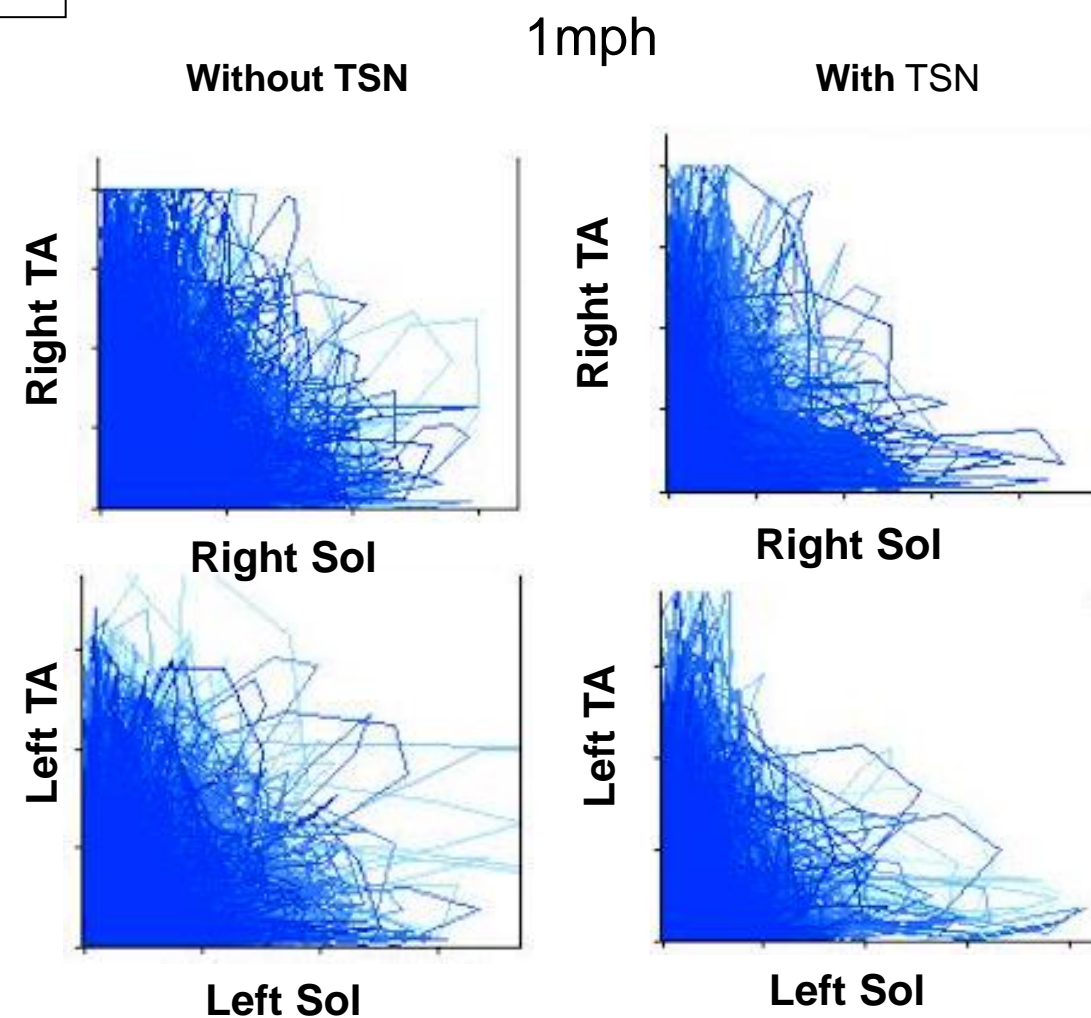 1mph
Without TSN
With TSN
Right TA
Right TA
Right Sol
Right Sol
Left TA
Left TA
Left Sol
Left Sol